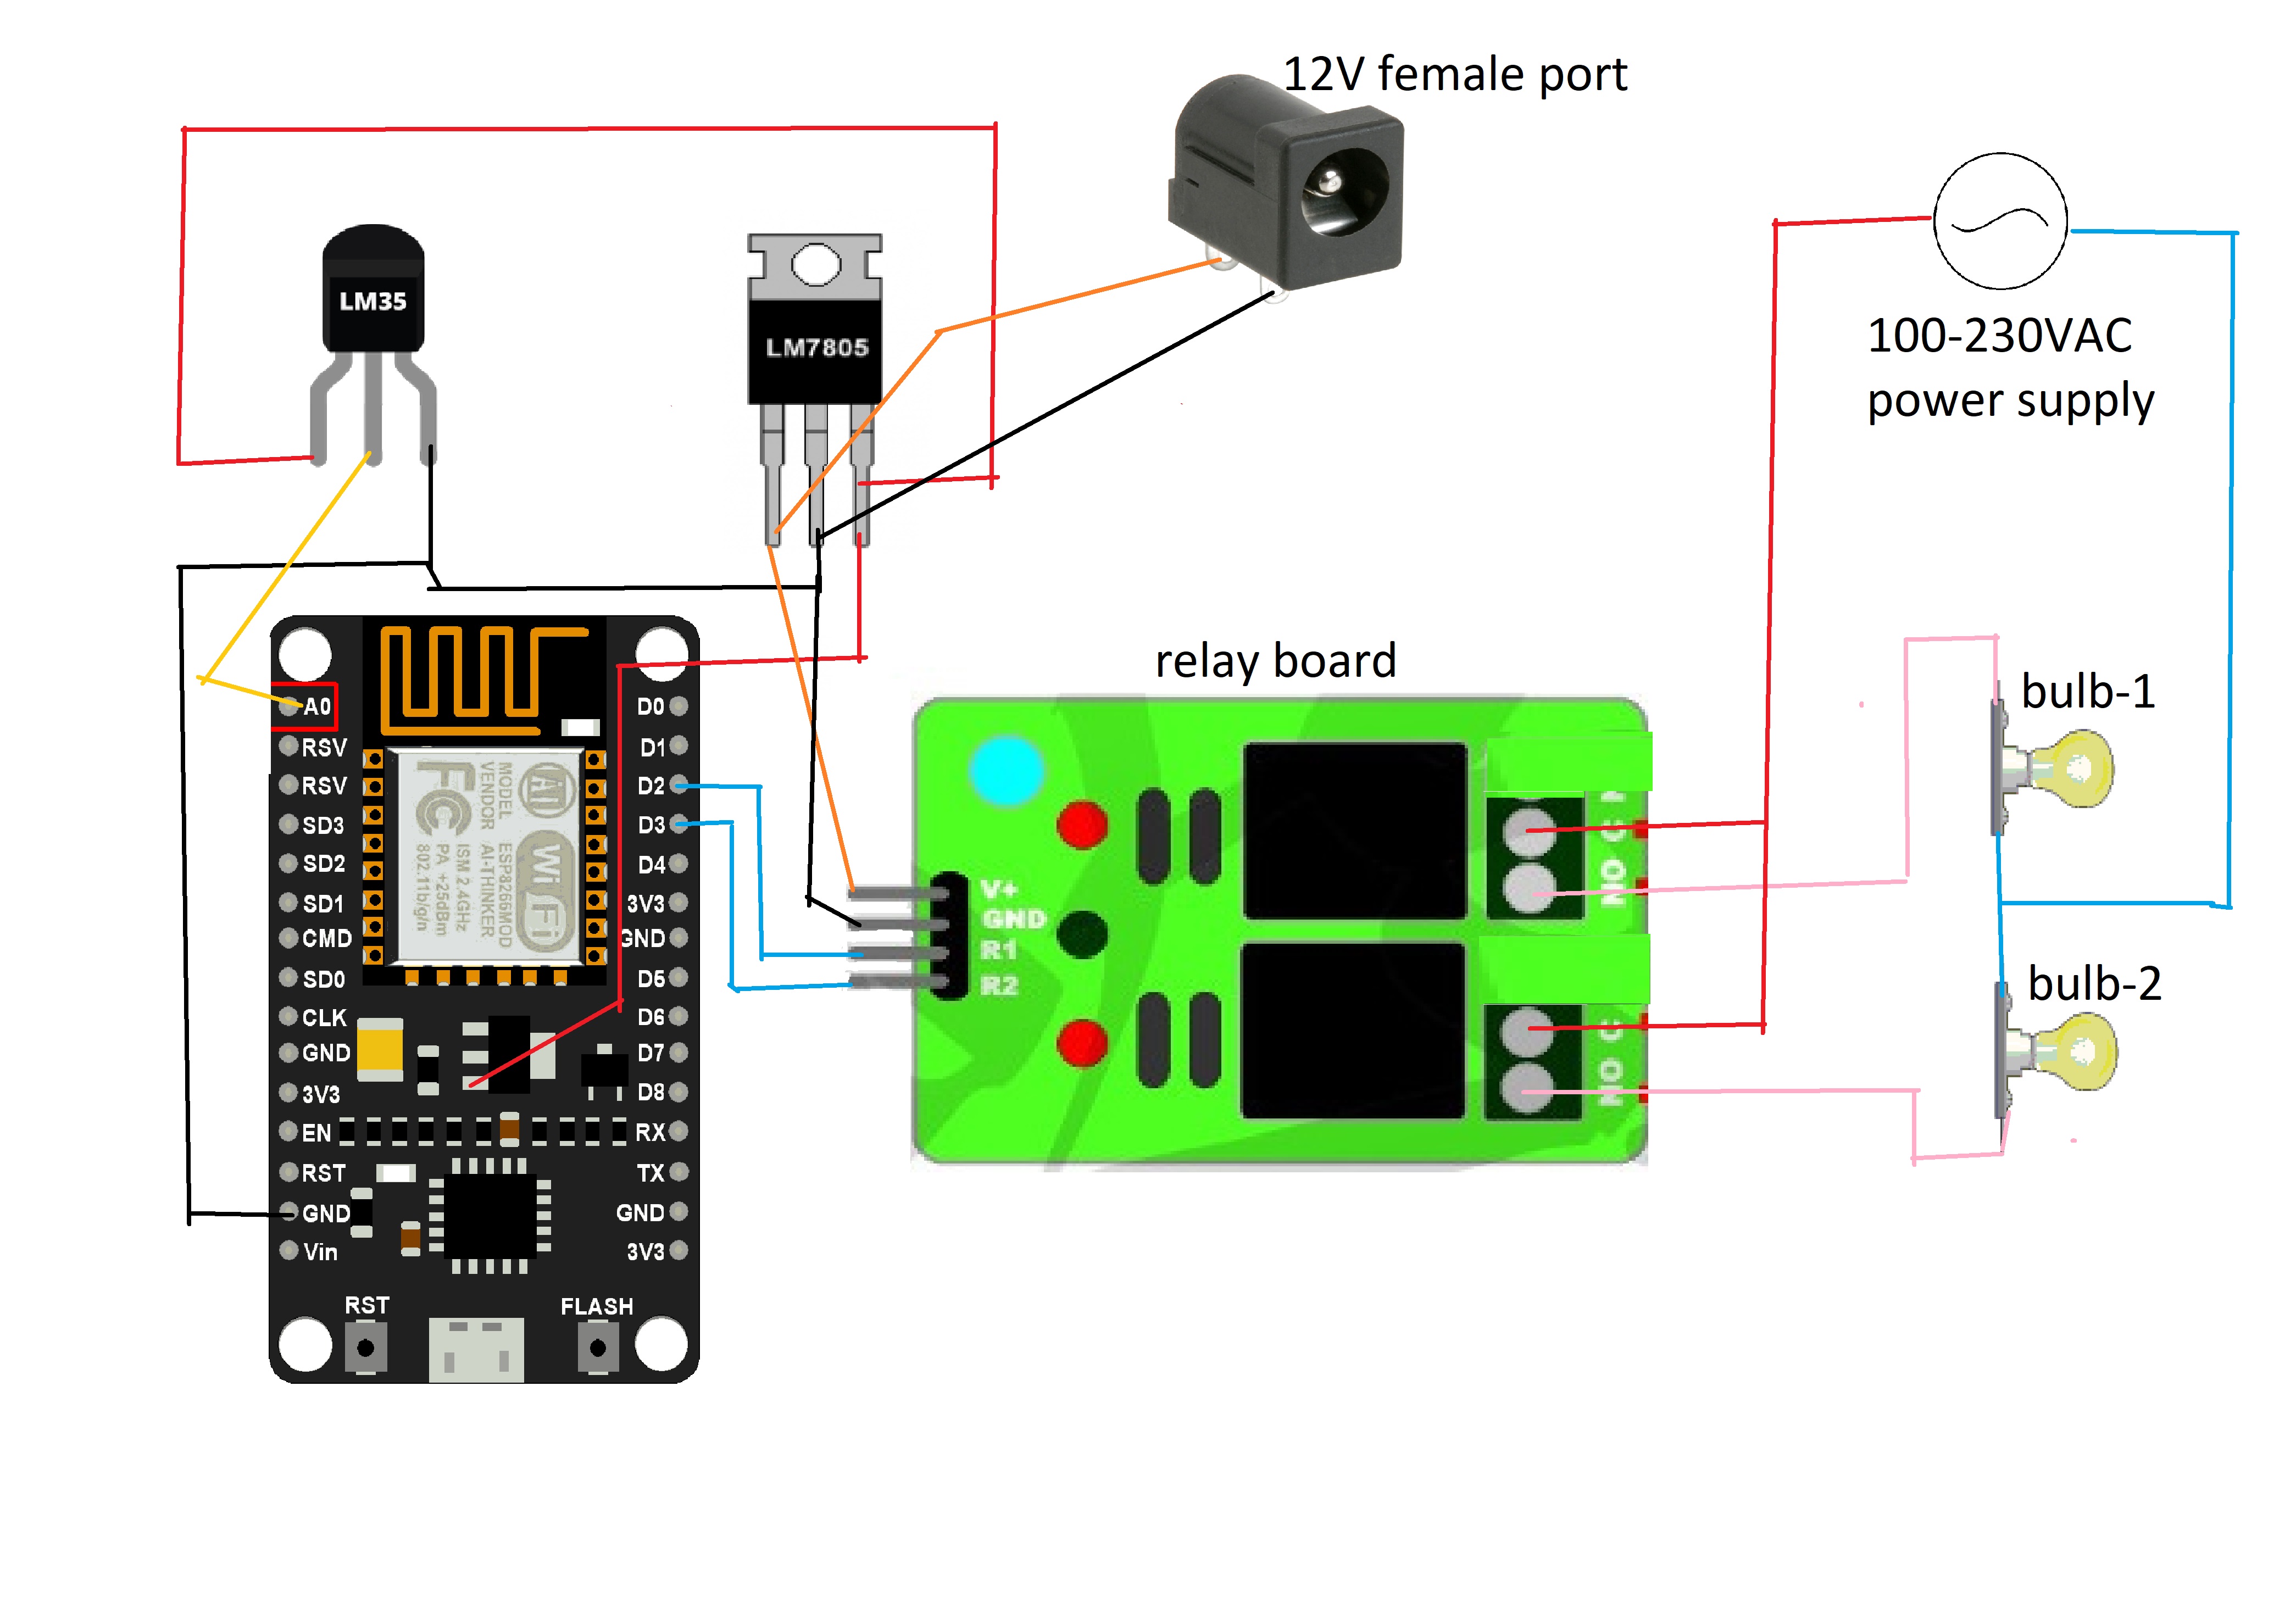 12V female port
LM35
LM7805
100-230VAC
power supply
relay board
bulb-1
bulb-2
A0
RSV
RSV
SD3
SD2
SD1
CMD
SD0
CLK
GND
3V3
EN
RST
GND
Vin
D0
D1
D2
D3
D4
3V3
GND
D5
D6
D7
D8
RX
TX
GND
3V3
MODEL
VENDOR
ESP8266MOD
AI-THINKER
ISM 2.4GHz
PA +25dBm
802.11b/g/n
FC
Ai
WiFi
RST
FLASH
V+
GND
R1
R2
C
NO
C
NO